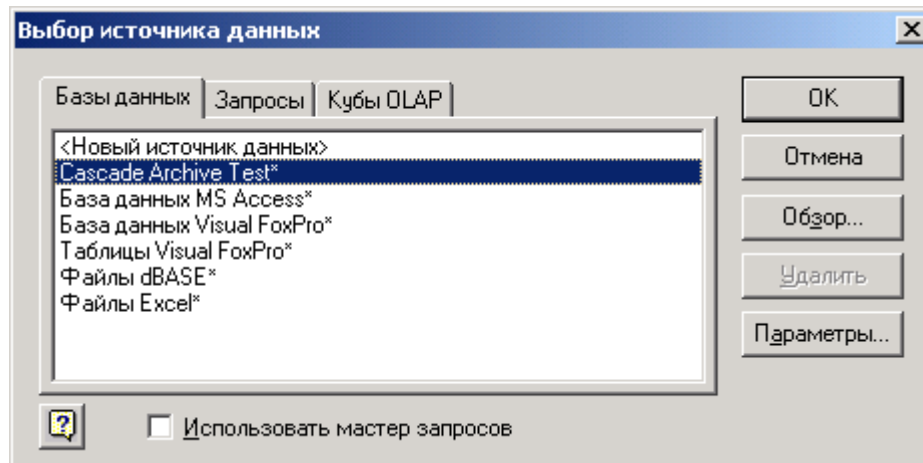 Выбор источника данных
Базы данных
Запросы
Кубы OLAP
<Новый источник данных>
Cascade Archive Test*
База данных MS Access*
База данных Visual FoxPro*
Таблицы Visual FoxPro*
Файлы dBASE*
Файлы Excel*
OK
Отмена
Обзор...
Удалить
Параметры...
Использовать мастер запросов